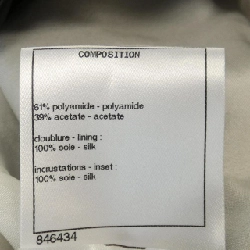 COMPOSITION
61% polyamide - polyamide
39% acetate - acetate
doublure - lining :
100% soie - silk
incrustations - inset :
100% soie - silk
846434